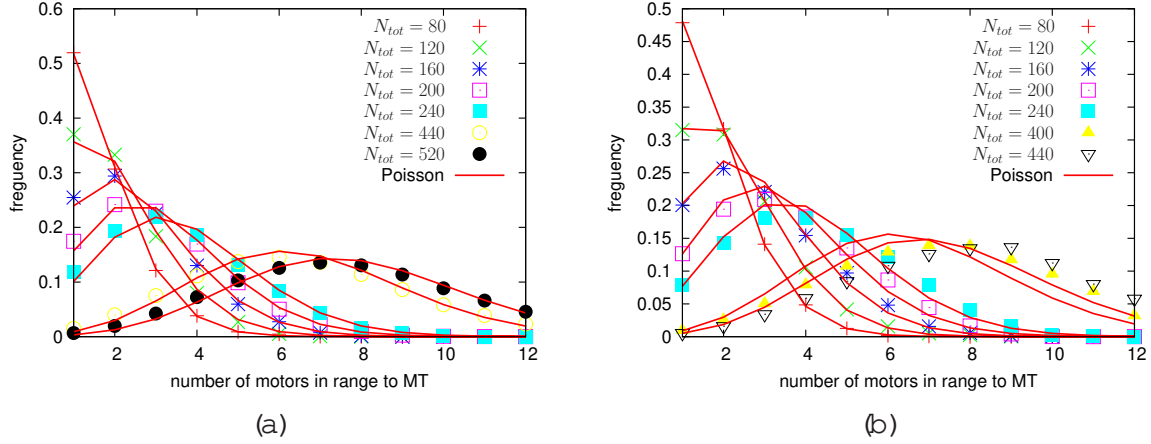 0.6
0.5
0.4
0.3
0.2
0.1
0
2 4 6 8 10 12
freguency
number of motors in range to MT
N_tot = 80
N_tot = 120
N_tot = 160
N_tot = 200
N_tot = 240
N_tot = 440
N_tot = 520
Poisson
(a)
0.5
0.45
0.4
0.35
0.3
0.25
0.2
0.15
0.1
0.05
0
2 4 6 8 10 12
freguency
number of motors in range to MT
N_tot = 80
N_tot = 120
N_tot = 160
N_tot = 200
N_tot = 240
N_tot = 400
N_tot = 440
Poisson
(b)